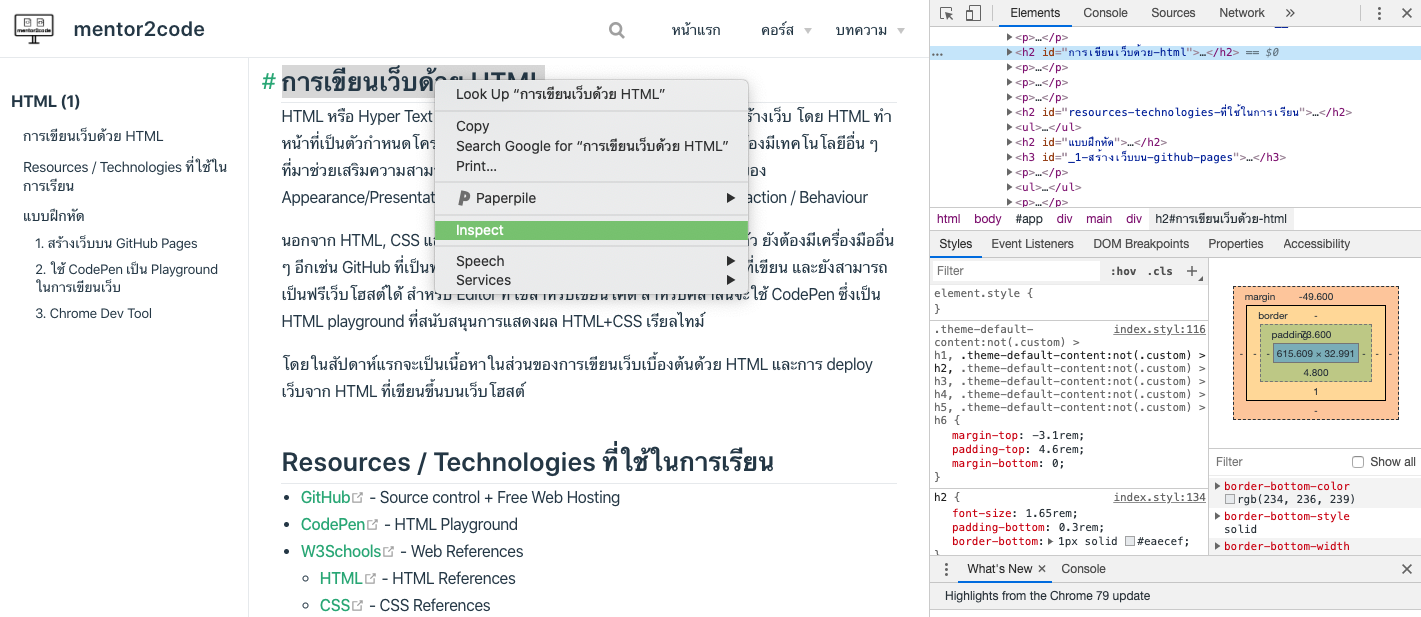 mentor2code
mentor2code
หน้าแรก
คอร์ส
บทความ
HTML (1)
การเขียนเว็บด้วย HTML
Resources / Technologies ที่ใช้ใน
การเรียน
แบบฝึกหัด
1. สร้างเว็บบน GitHub Pages
2. ใช้ CodePen เป็น Playground
ในการเขียนเว็บ
3. Chrome Dev Tool
# การเขียนเว็บด้วย HTML
HTML หรือ Hyper Text
ร้างเว็บ โดย HTML ทำ
หน้าที่เป็นตัวกำหนดโคร
องมีเทคโนโลยีอื่น ๆ
ที่มาช่วยเสริมความสาม
ของ
Appearance/Presentat
action / Behaviour
นอกจาก HTML, CSS แ
ว ยังต้องมีเครื่องมืออื่น
ๆ อีกเช่น GitHub ที่เป็น
ที่เขียน และยังสามารถ
เป็นฟรีเว็บโฮสต์ได้ สำหรับ Editor ที่ใช้สำหรับเขียนโค้ด สำหรับคลาสนี้จะใช้ CodePen ซึ่งเป็น
HTML playground ที่สนับสนุนการแสดงผล HTML+CSS เรียลไทม์
โดยในสัปดาห์แรกจะเป็นเนื้อหาในส่วนของการเขียนเว็บเบื้องต้นด้วย HTML และการ deploy
เว็บจาก HTML ที่เขียนขึ้นบนเว็บโฮสต์
Resources / Technologies ที่ใช้ในการเรียน
• GitHub - Source control + Free Web Hosting
• CodePen - HTML Playground
• W3Schools - Web References
◦ HTML - HTML References
◦ CSS - CSS References
Look Up “การเขียนเว็บด้วย HTML”
Copy
Search Google for “การเขียนเว็บด้วย HTML”
Print...
Paperpile
Inspect
Speech
Services
Elements Console Sources Network »
<p>…</p>
… <h2 id="การเขียนเว็บด้วย-html">…</h2> == $0
<p>…</p>
<p>…</p>
<p>…</p>
<h2 id="resources-technologies-ที่ใช้ในการเรียน">…</h2>
<ul>…</ul>
<h2 id="แบบฝึกหัด">…</h2>
<h3 id="_1-สร้างเว็บบน-github-pages">…</h3>
<p>…</p>
<ul>…</ul>
<p>…</p>
html body #app div main div h2#การเขียนเว็บด้วย-html
Styles Event Listeners DOM Breakpoints Properties Accessibility
Filter :hov .cls +
element.style {
}
.theme-default- index.styl:116
content:not(.custom) >
h1, .theme-default-content:not(.custom) >
h2, .theme-default-content:not(.custom) >
h3, .theme-default-content:not(.custom) >
h4, .theme-default-content:not(.custom) >
h5, .theme-default-content:not(.custom) >
h6 {
margin-top: -3.1rem;
padding-top: 4.6rem;
margin-bottom: 0;
}
h2 { index.styl:134
font-size: 1.65rem;
padding-bottom: 0.3rem;
border-bottom: 1px solid #eaecef;
}
margin -49.600
border -
padding 73.600
- - - 615.609 × 32.991 - - -
4.800
1
-
Filter Show all
border-bottom-color
rgb(234, 236, 239)
border-bottom-style
solid
border-bottom-width
What's New × Console
Highlights from the Chrome 79 update